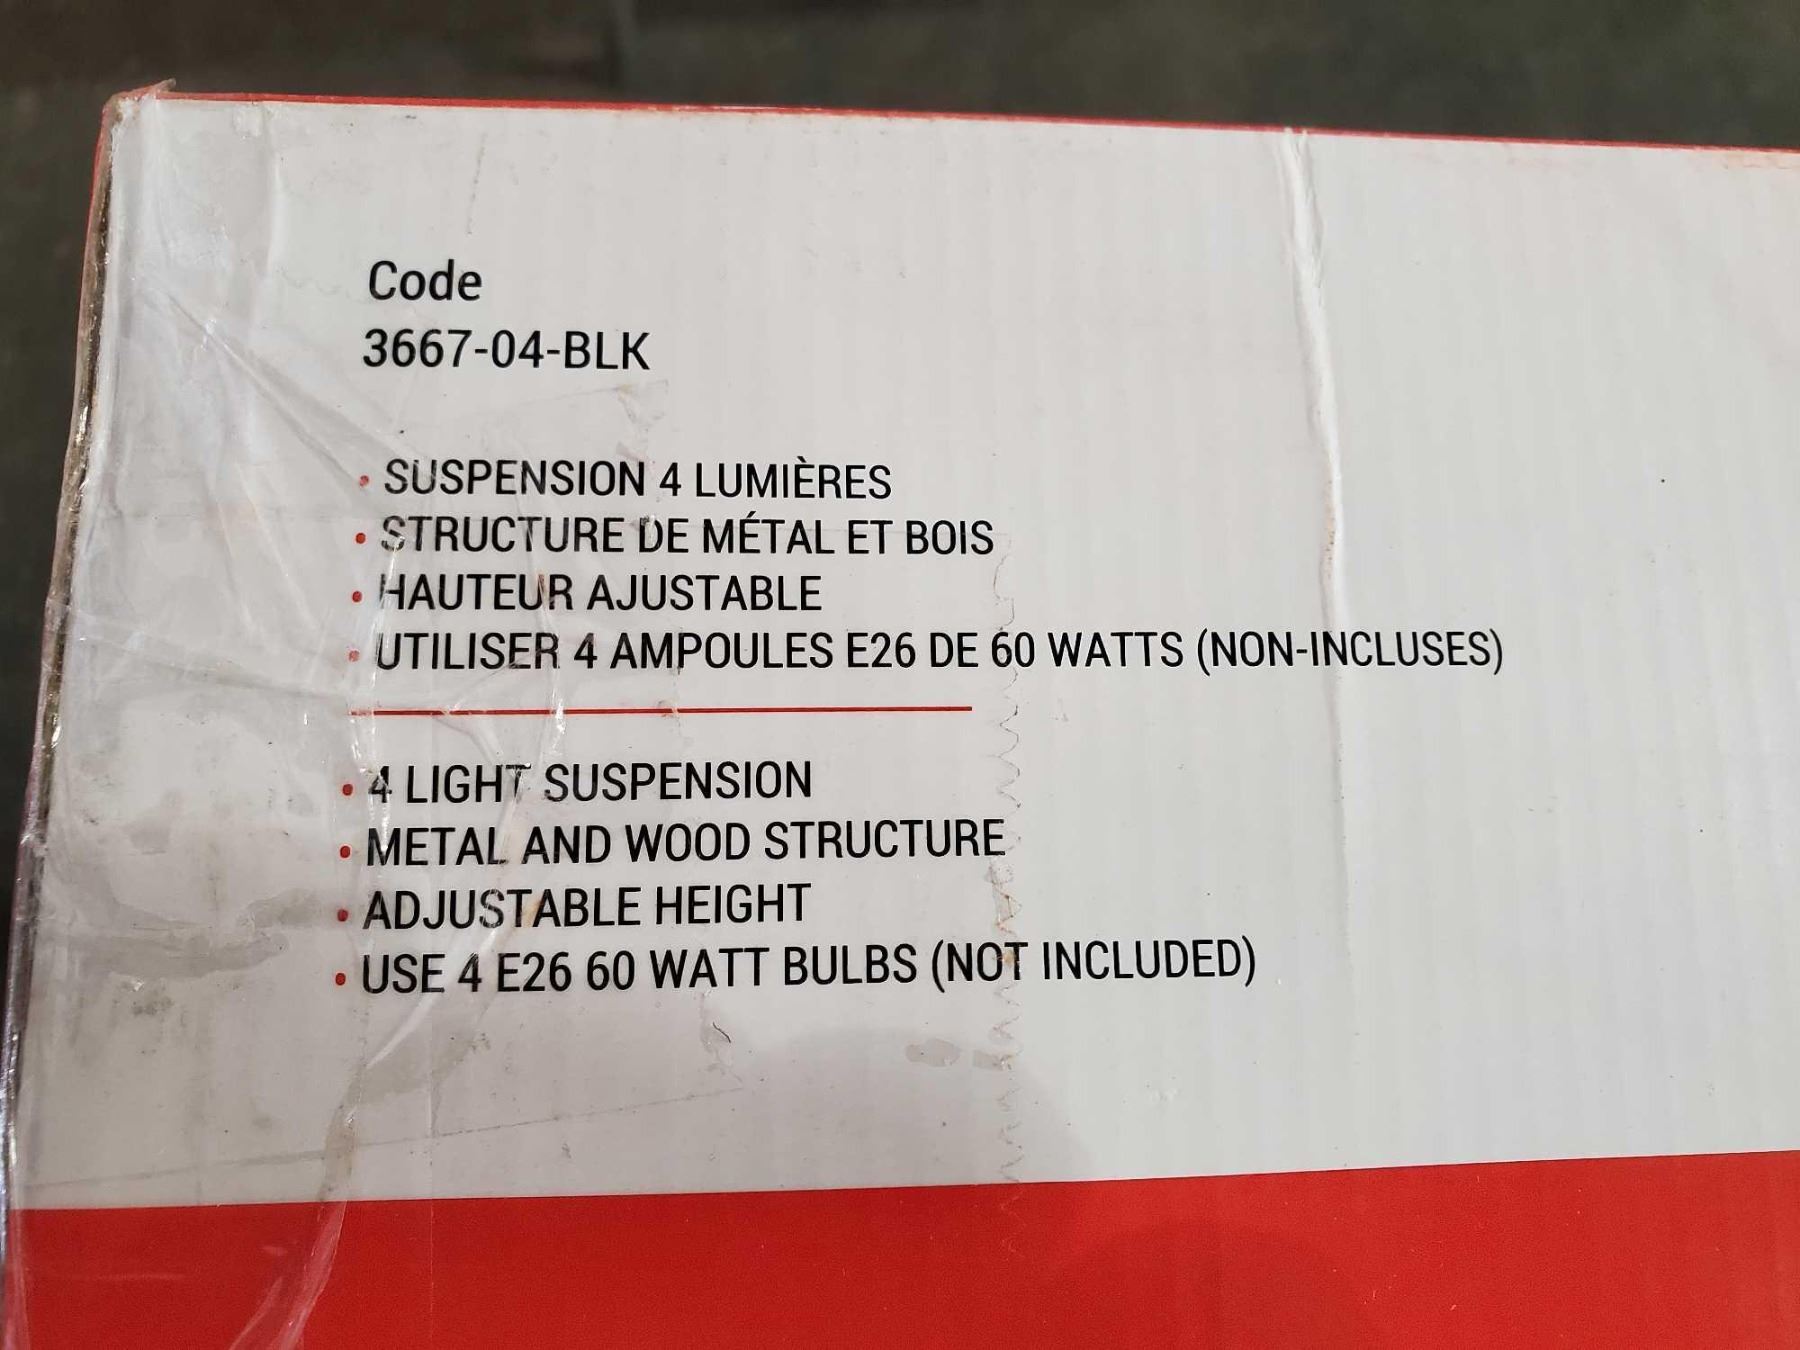 Code
3667-04-BLK
• SUSPENSION 4 LUMIÈRES
• STRUCTURE DE MÉTAL ET BOIS
• HAUTEUR AJUSTABLE
• UTILISER 4 AMPOULES E26 DE 60 WATTS (NON-INCLUSES)
• 4 LIGHT SUSPENSION
• METAL AND WOOD STRUCTURE
• ADJUSTABLE HEIGHT
• USE 4 E26 60 WATT BULBS (NOT INCLUDED)